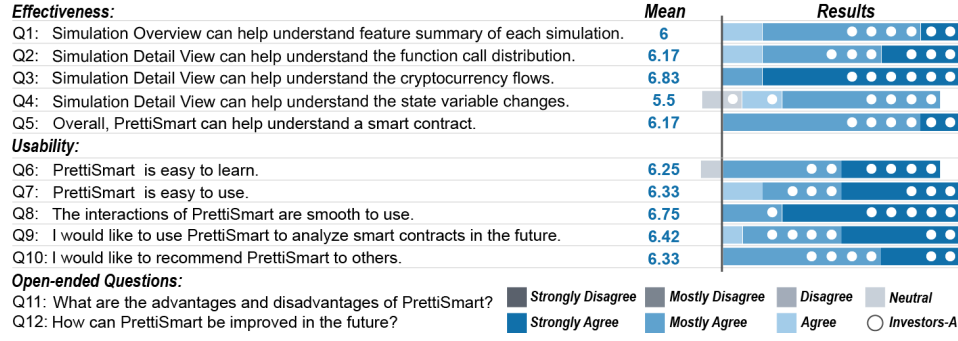 Effectiveness: Mean Results
Q1: Simulation Overview can help understand feature summary of each simulation. 6
Q2: Simulation Detail View can help understand the function call distribution. 6.17
Q3: Simulation Detail View can help understand the cryptocurrency flows. 6.83
Q4: Simulation Detail View can help understand the state variable changes. 5.5
Q5: Overall, PrettiSmart can help understand a smart contract. 6.17
Usability:
Q6: PrettiSmart is easy to learn. 6.25
Q7: PrettiSmart is easy to use. 6.33
Q8: The interactions of PrettiSmart are smooth to use. 6.75
Q9: I would like to use PrettiSmart to analyze smart contracts in the future. 6.42
Q10: I would like to recommend PrettiSmart to others. 6.33
Open-ended Questions:
Q11: What are the advantages and disadvantages of PrettiSmart?
Q12: How can PrettiSmart be improved in the future?
Strongly Disagree Mostly Disagree Disagree Neutral
Strongly Agree Mostly Agree Agree Investors-A